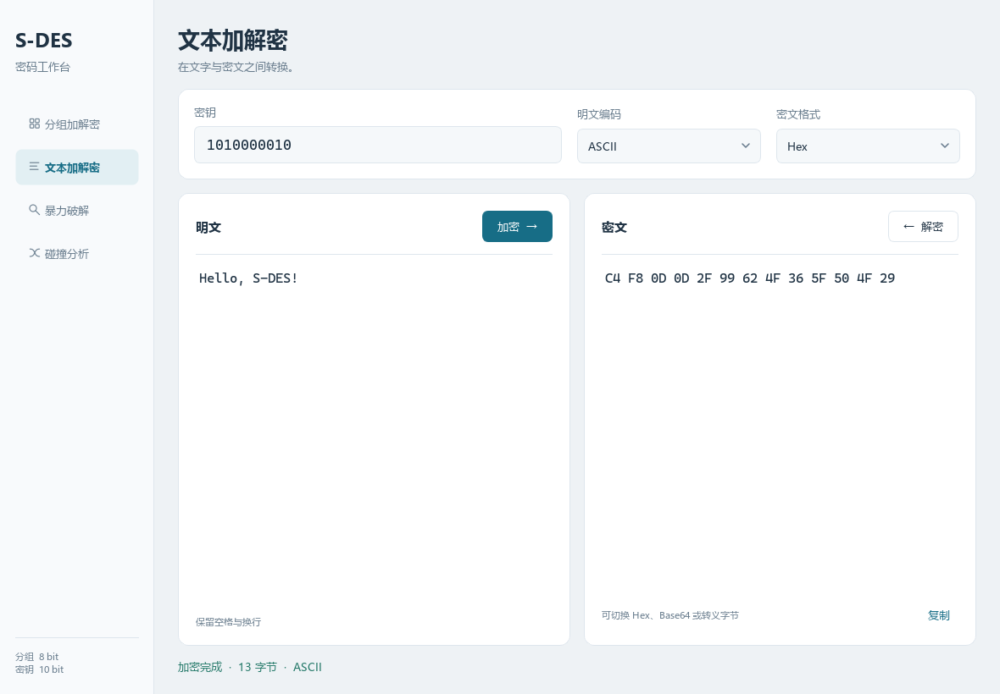 S-DES
密码工作台
分组加解密
文本加解密
暴力破解
碰撞分析
分组 8 bit
密钥 10 bit
文本加解密
在文字与密文之间转换。
密钥
明文编码
密文格式
1010000010
ASCII
Hex
明文
加密 →
Hello, S-DES!
保留空格与换行
密文
← 解密
C4 F8 0D 0D 2F 99 62 4F 36 5F 50 4F 29
可切换 Hex、Base64 或转义字节
复制
加密完成 · 13 字节 · ASCII